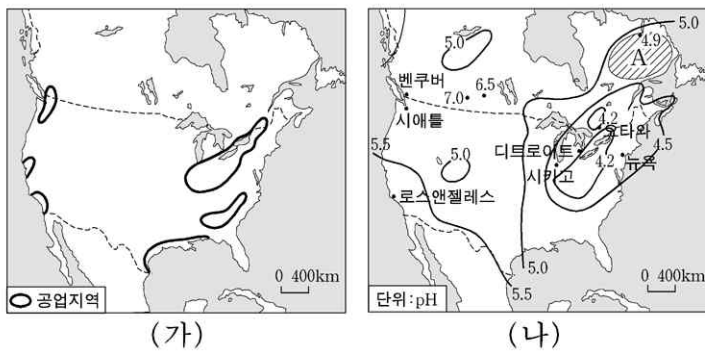 0 400km
공업지역
(가)
5.0
5.0
4.9
A
벤쿠버
6.5
7.0
시애틀
4.2
오타와
5.5
디트로이트
4.5
5.0
4.2
뉴욕
시카고
로스앤젤레스
0 400km
5.0
5.5
단위:pH
(나)